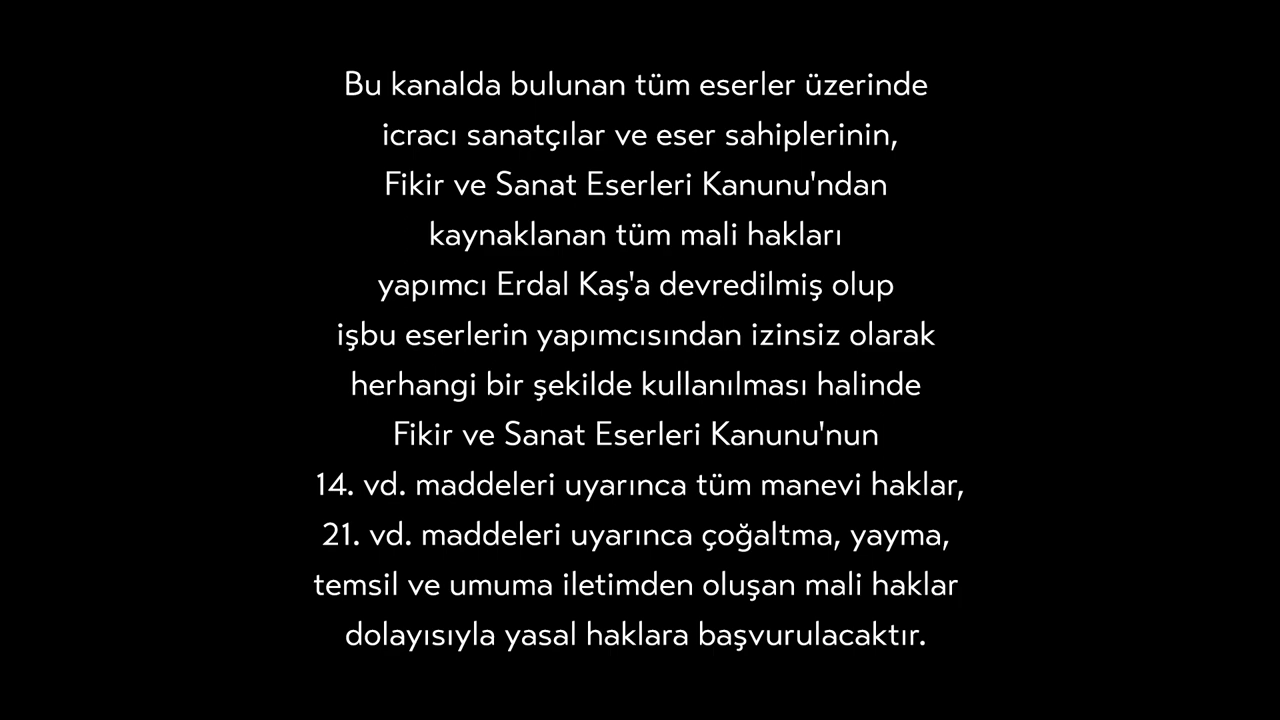 Bu kanalda bulunan tüm eserler üzerinde
icracı sanatçılar ve eser sahiplerinin,
Fikir ve Sanat Eserleri Kanunu'ndan
kaynaklanan tüm mali hakları
yapımcı Erdal Kaş'a devredilmiş olup
işbu eserlerin yapımcısından izinsiz olarak
herhangi bir şekilde kullanılması halinde
Fikir ve Sanat Eserleri Kanunu'nun
14. vd. maddeleri uyarınca tüm manevi haklar,
21. vd. maddeleri uyarınca çoğaltma, yayma,
temsil ve umuma iletimden oluşan mali haklar
dolayısıyla yasal haklara başvurulacaktır.